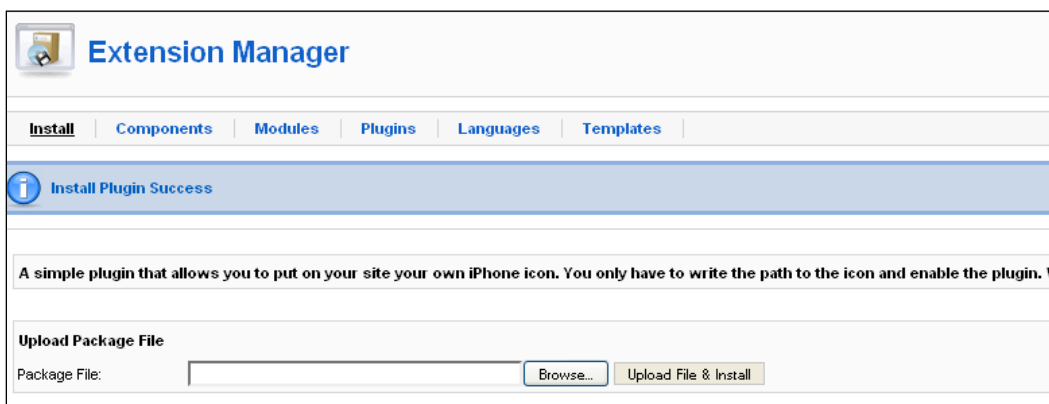 Extension Manager
Install Components Modules Plugins Languages Templates
Install Plugin Success
A simple plugin that allows you to put on your site your own iPhone icon. You only have to write the path to the icon and enable the plugin.
Upload Package File
Package File: Browse... Upload File & Install